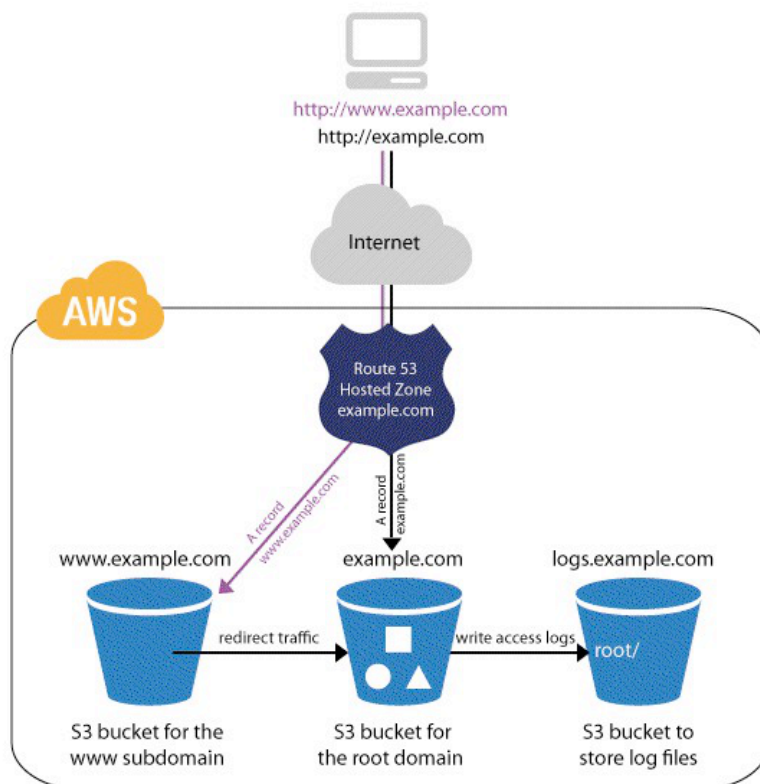 http://www.example.com
http://example.com
Internet
AWS
Route 53
Hosted Zone
example.com
A record
www.example.com
A record
example.com
www.example.com
example.com
logs.example.com
redirect traffic
write access logs
root/
S3 bucket for the
www subdomain
S3 bucket for
the root domain
S3 bucket to
store log files